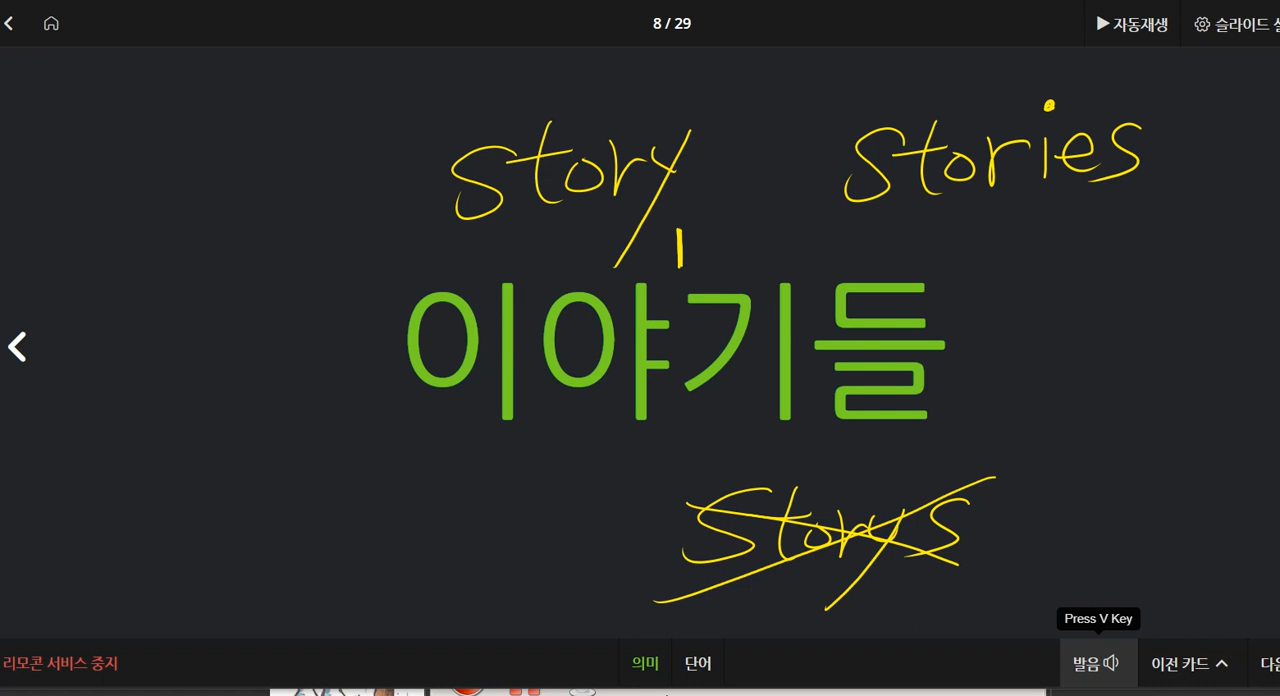 8 / 29 ▶ 자동재생 슬라이드
story stories
이야기들
storys
Press V Key
리모콘 서비스 중지 의미 단어 발음 이전 카드